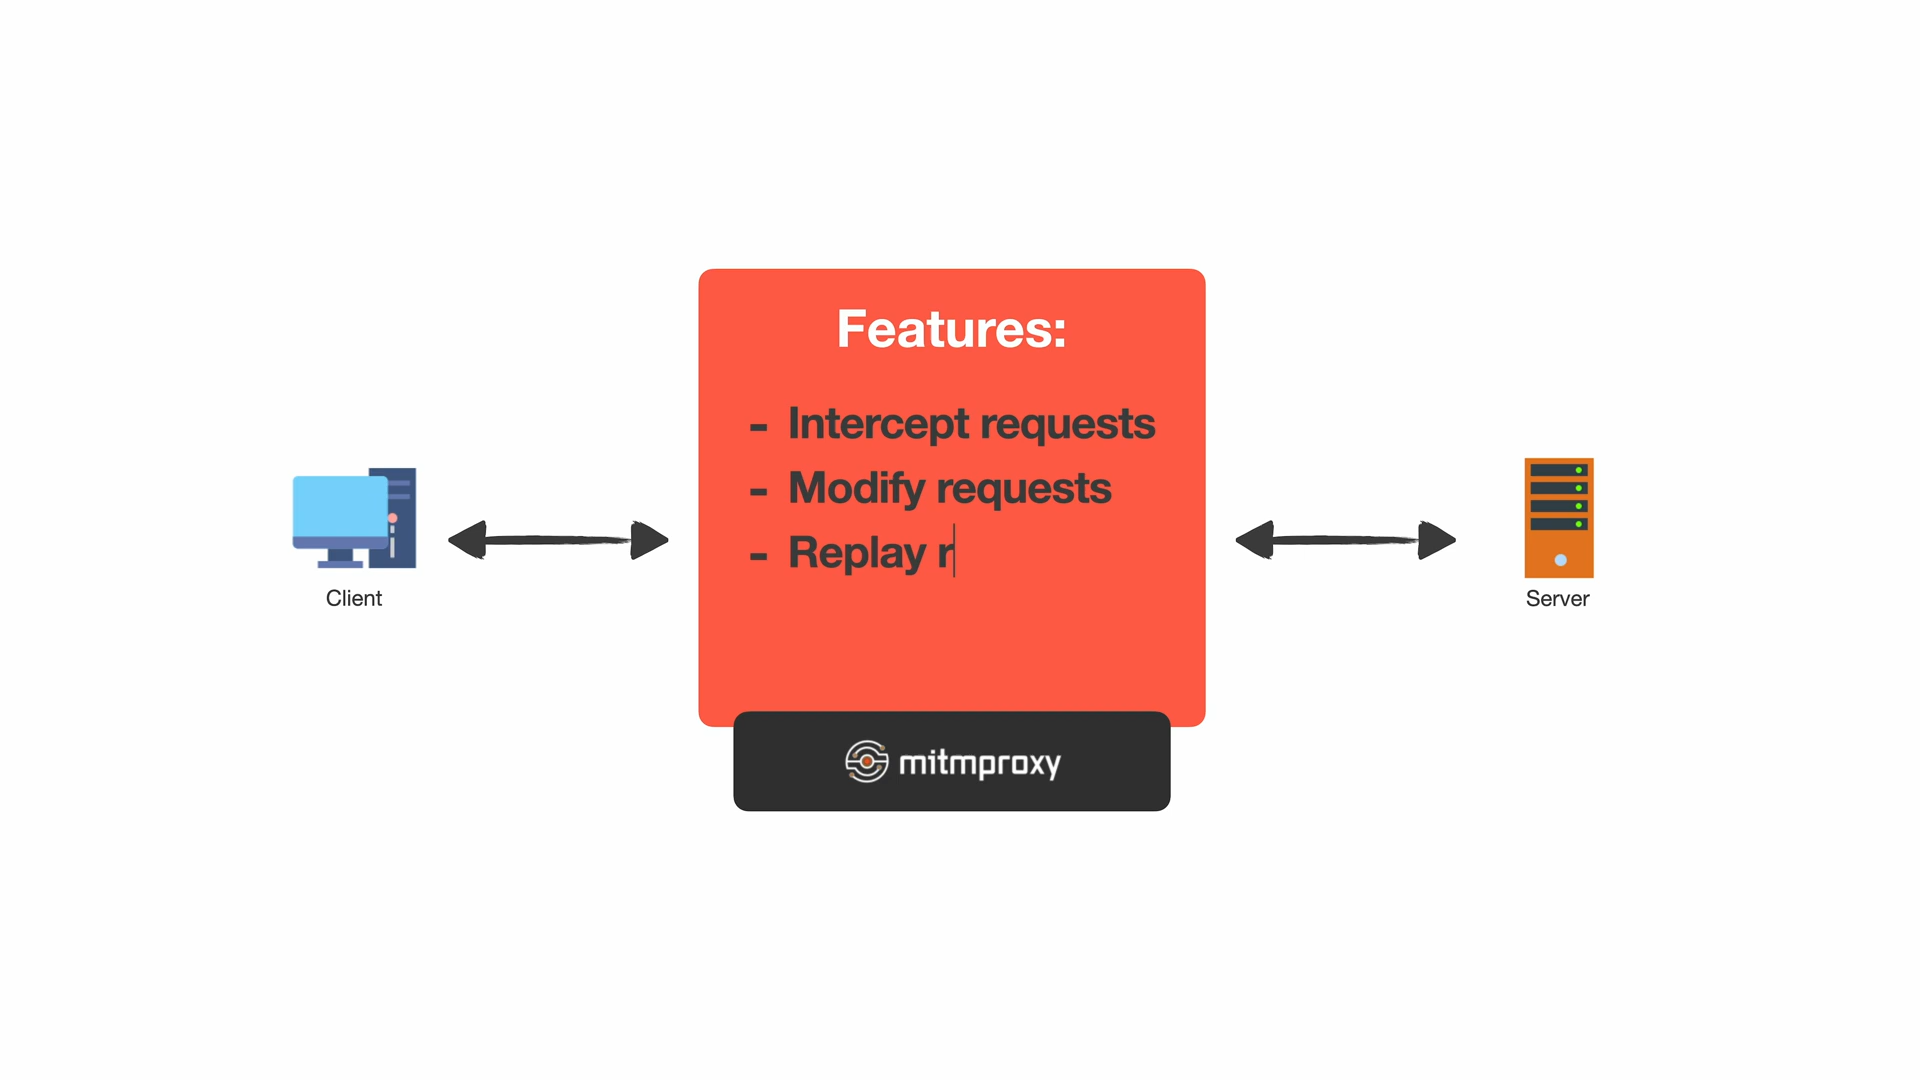 Features:
- Intercept requests
- Modify requests
- Replay r
Client
Server
mitmproxy